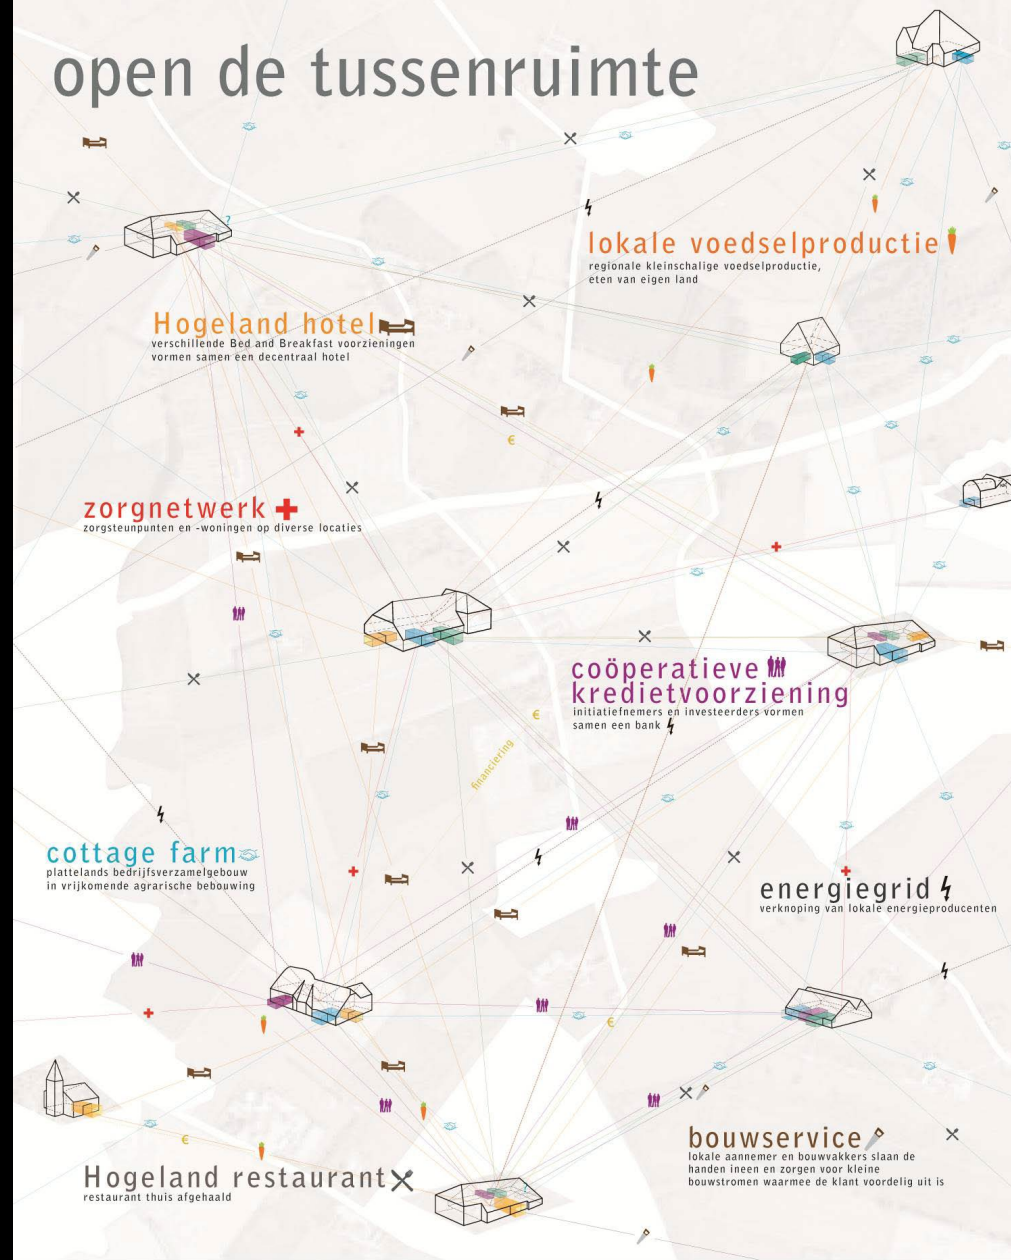 open de tussenruimte
?
lokale voedselproductie
regionale kleinschalige voedselproductie,
eten van eigen land
Hogeland hotel
verschillende Bed and Breakfast voorzieningen
vormen samen een decentraal hotel
€
zorgnetwerk
zorgsteunpunten en -woningen op diverse locaties
coöperatieve
kredietvoorziening
initiatiefnemers en investeerders vormen
samen een bank
€
financiering
cottage farm
plattelands bedrijfsverzamelgebouw
in vrijkomende agrarische bebouwing
energiegrid
verknoping van lokale energieproducenten
€
bouwservice
lokale aannemer en bouwvakkers slaan de
handen ineen en zorgen voor kleine
bouwstromen waarmee de klant voordelig uit is
€
Hogeland restaurant
restaurant thuis afgehaald
?